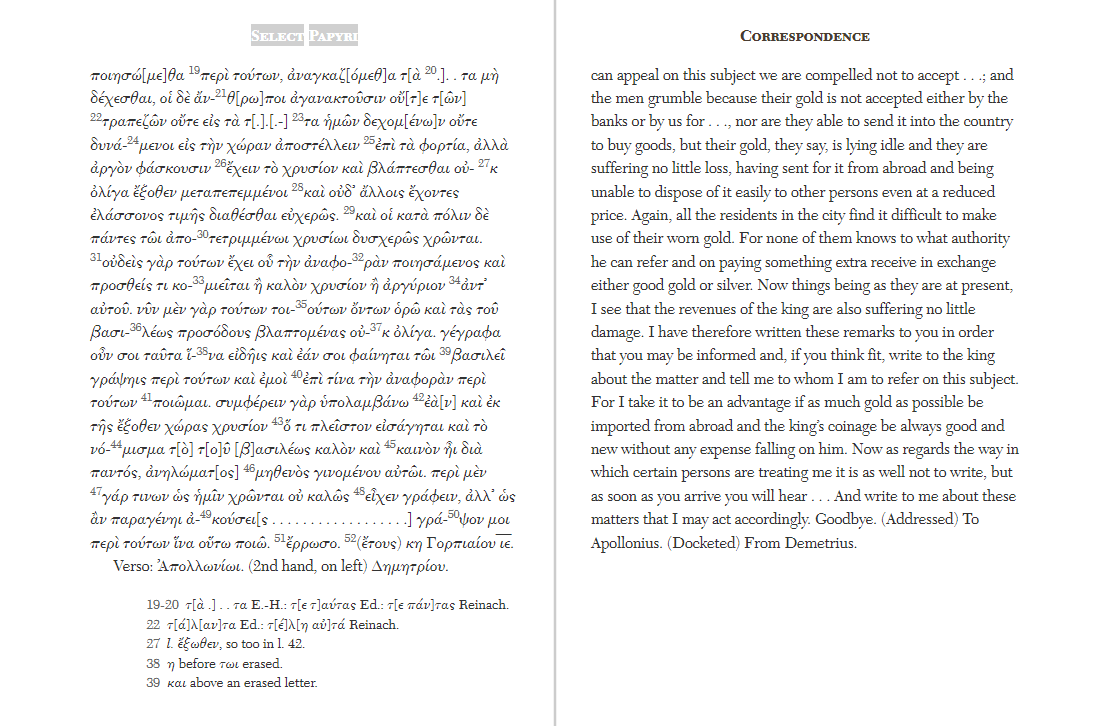 Select Papyri
ποιησώ[με]θα 19περὶ τούτων, ἀναγκαζ[όμεθ]α τ[ὰ 20.]. . τα μὴ
δέχεσθαι, οἱ δὲ ἄν-21θ[ρω]ποι ἀγανακτοῦσιν οὔ[τ]ε τ[ῶν]
22τραπεζῶν οὔτε εἰς τὰ τ[.].[.-] 23τα ἡμῶν δεχομ[ένω]ν οὔτε
δυνά-24μενοι εἰς τὴν χώραν ἀποστέλλειν 25ἐπὶ τὰ φορτία, ἀλλὰ
ἀργὸν φάσκουσιν 26ἔχειν τὸ χρυσίον καὶ βλάπτεσθαι οὐ- 27κ
ὀλίγα ἔξοθεν μεταπεπεμμένοι 28καὶ οὐδ’ ἄλλοις ἔχοντες
ἐλάσσονος τιμῆς διαθέσθαι εὐχερῶς. 29καὶ οἱ κατὰ πόλιν δὲ
πάντες τῶι ἀπο-30τετριμμένωι χρυσίωι δυσχερῶς χρῶνται.
31οὐδεὶς γὰρ τούτων ἔχει οὗ τὴν ἀναφο-32ρὰν ποιησάμενος καὶ
προσθείς τι κο-33μιεῖται ἢ καλὸν χρυσίον ἢ ἀργύριον 34ἀντ’
αὐτοῦ. νῦν μὲν γὰρ τούτων τοι-35ούτων ὄντων ὁρῶ καὶ τὰς τοῦ
βασι-36λέως προσόδους βλαπτομένας οὐ-37κ ὀλίγα. γέγραφα
οὖν σοι ταῦτα ἵ-38να εἰδῆις καὶ ἐάν σοι φαίνηται τῶι 39βασιλεῖ
γράψηις περὶ τούτων καὶ ἐμοὶ 40ἐπὶ τίνα τὴν ἀναφορὰν περὶ
τούτων 41ποιῶμαι. συμφέρειν γὰρ ὑπολαμβάνω 42ἐὰ[ν] καὶ ἐκ
τῆς ἔξοθεν χώρας χρυσίον 43ὅ τι πλεῖστον εἰσάγηται καὶ τὸ
νό-44μισμα τ[ὸ] τ[ο]ῦ [β]ασιλέως καλὸν καὶ 45καινὸν ἦι διὰ
παντός, ἀνηλώματ[ος] 46μηθενὸς γινομένου αὐτῶι. περὶ μὲν
47γάρ τινων ὡς ἡμῖν χρῶνται οὐ καλῶς 48εἶχεν γράφειν, ἀλλ’ ὡς
ἂν παραγένηι ἀ-49κούσει[ς . . . . . . . . . . . . . . . . . .] γρά-50ψον μοι
περὶ τούτων ἵνα οὕτω ποιῶ. 51ἔρρωσο. 52(ἔτους) κη Γορπιαίου ιε.
Verso: Ἀπολλωνίωι. (2nd hand, on left) Δημητρίου.
19-20 τ[ὰ .] . . τα E.-H.: τ[ε τ]αύτας Ed.: τ[ε πάν]τας Reinach.
22 τ[ά]λ[αν]τα Ed.: τ[έ]λ[η αὐ]τά Reinach.
27 l. ἔξωθεν, so too in l. 42.
38 η before τωι erased.
39 και above an erased letter.
Correspondence
can appeal on this subject we are compelled not to accept . . .; and
the men grumble because their gold is not accepted either by the
banks or by us for . . ., nor are they able to send it into the country
to buy goods, but their gold, they say, is lying idle and they are
suffering no little loss, having sent for it from abroad and being
unable to dispose of it easily to other persons even at a reduced
price. Again, all the residents in the city find it difficult to make
use of their worn gold. For none of them knows to what authority
he can refer and on paying something extra receive in exchange
either good gold or silver. Now things being as they are at present,
I see that the revenues of the king are also suffering no little
damage. I have therefore written these remarks to you in order
that you may be informed and, if you think fit, write to the king
about the matter and tell me to whom I am to refer on this subject.
For I take it to be an advantage if as much gold as possible be
imported from abroad and the king’s coinage be always good and
new without any expense falling on him. Now as regards the way in
which certain persons are treating me it is as well not to write, but
as soon as you arrive you will hear . . . And write to me about these
matters that I may act accordingly. Goodbye. (Addressed) To
Apollonius. (Docketed) From Demetrius.